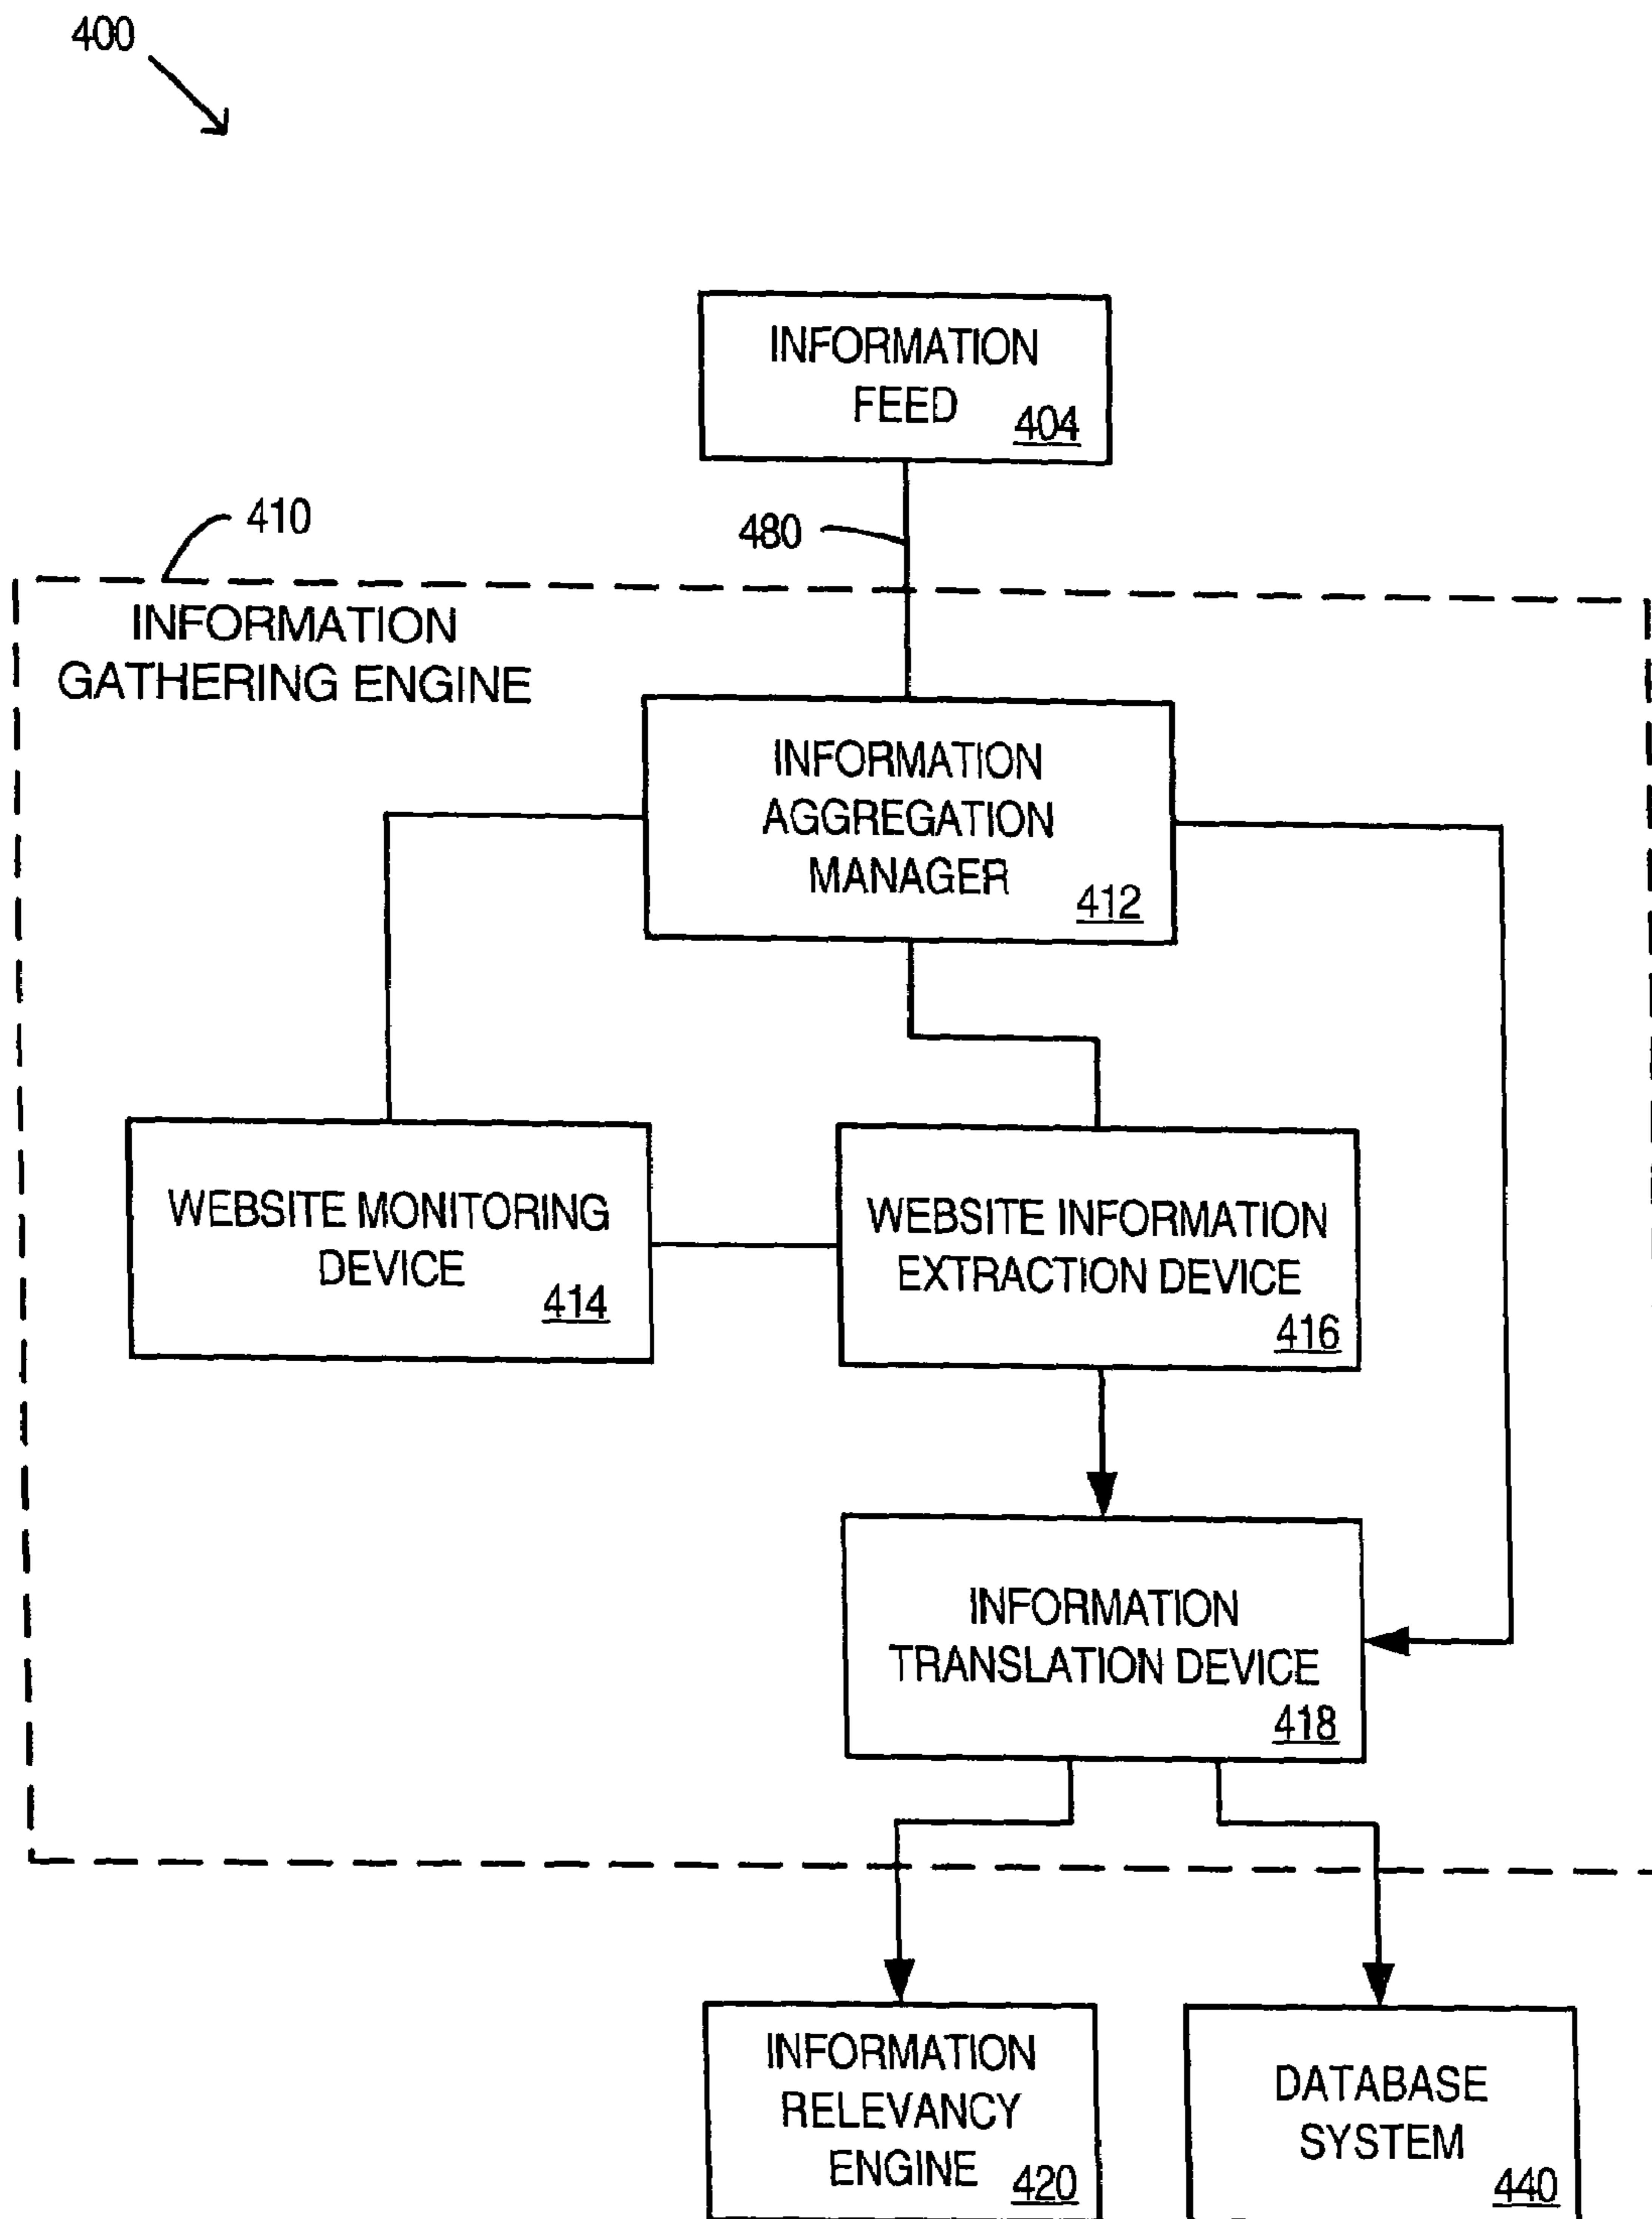 400
INFORMATION
FEED
404
410
480
INFORMATION
GATHERING ENGINE
INFORMATION
AGGREGATION
MANAGER
412
WEBSITE MONITORING
DEVICE
414
WEBSITE INFORMATION
EXTRACTION DEVICE
416
INFORMATION
TRANSLATION DEVICE
418
INFORMATION
RELEVANCY
ENGINE
420
DATABASE
SYSTEM
440